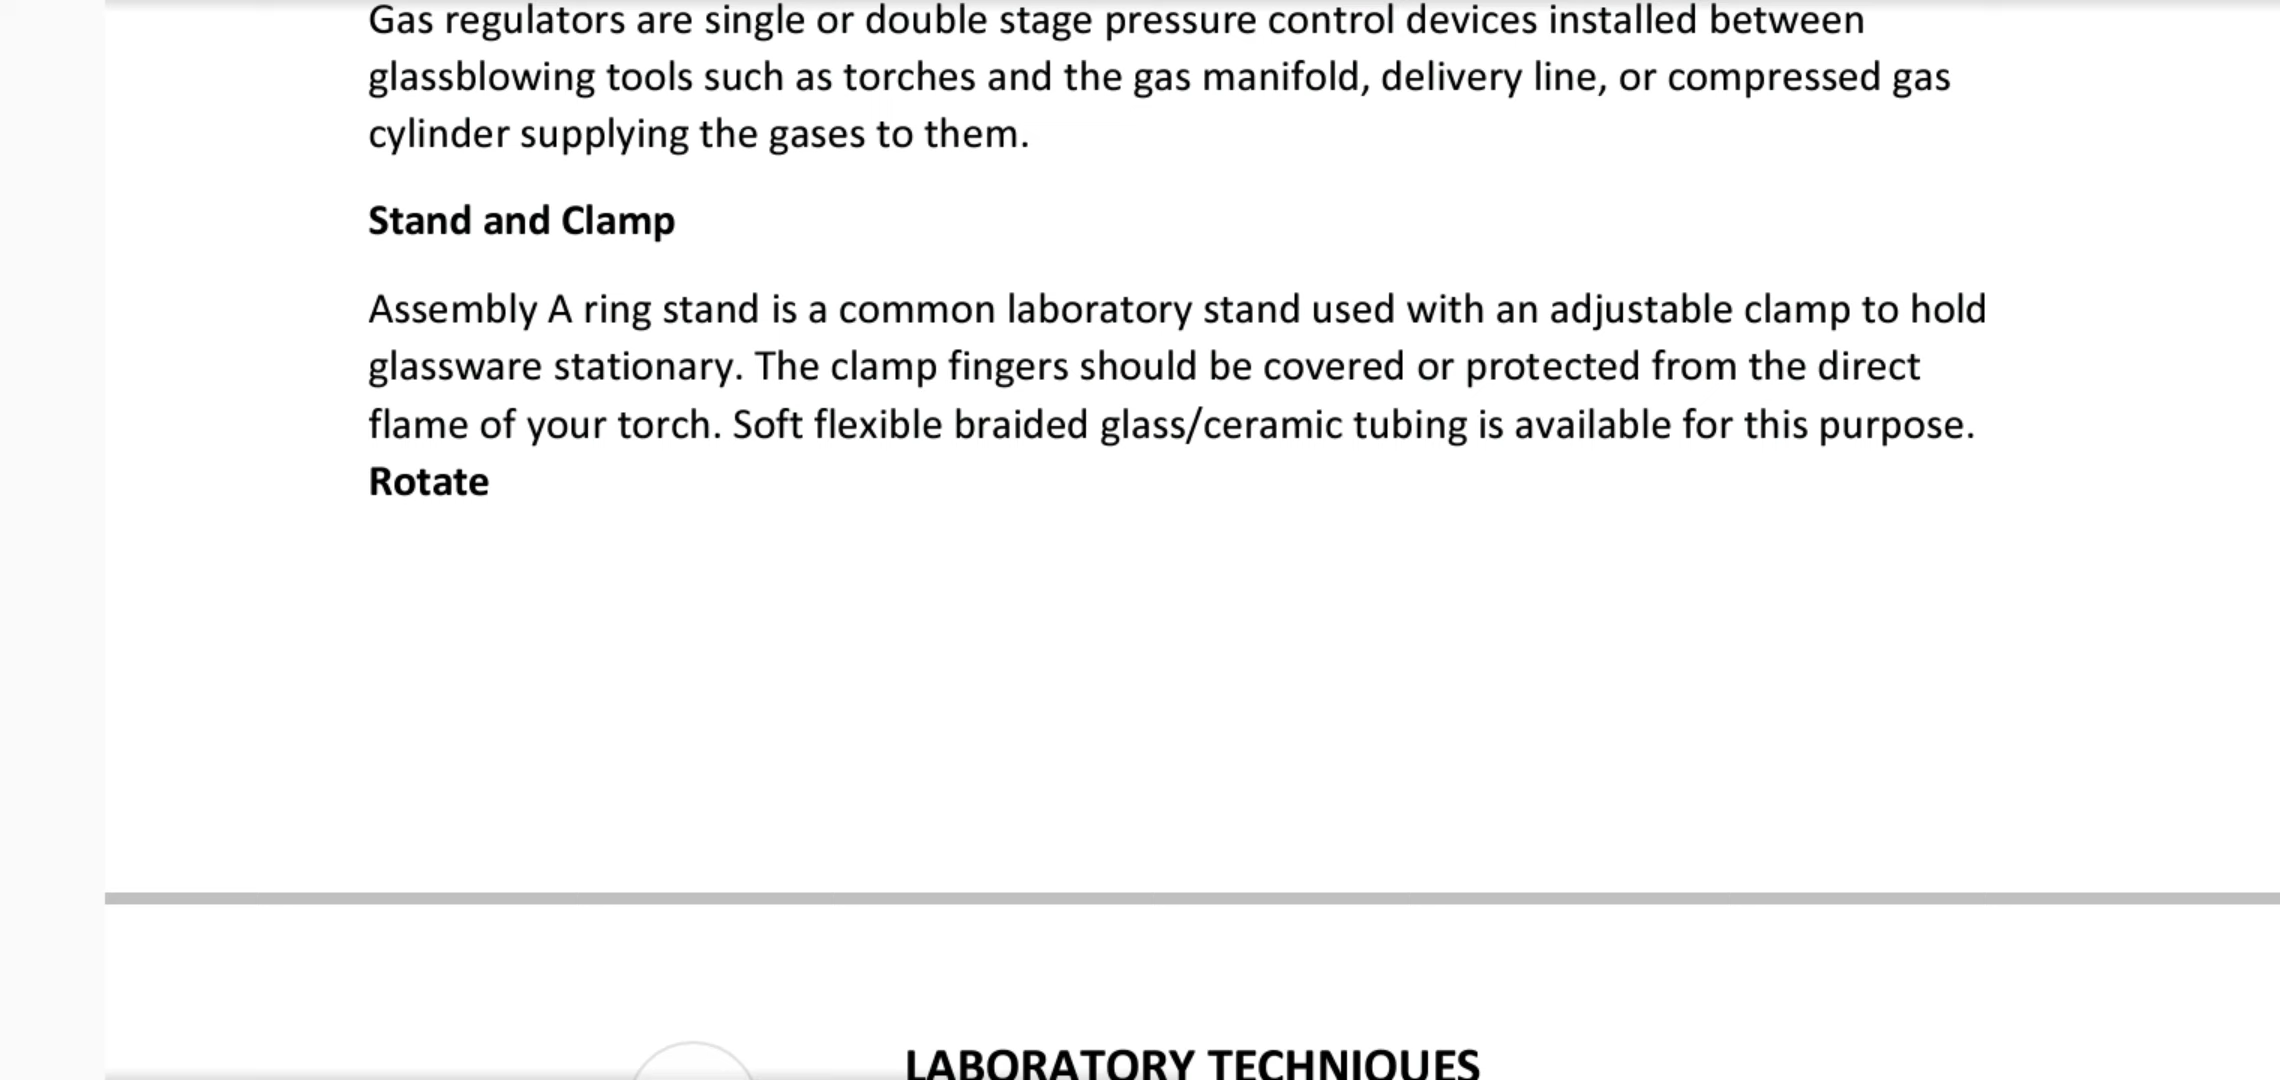 Gas regulators are single or double stage pressure control devices installed between
glassblowing tools such as torches and the gas manifold, delivery line, or compressed gas
cylinder supplying the gases to them.
Stand and Clamp
Assembly A ring stand is a common laboratory stand used with an adjustable clamp to hold
glassware stationary. The clamp fingers should be covered or protected from the direct
flame of your torch. Soft flexible braided glass/ceramic tubing is available for this purpose.
Rotate
LABORATORY TECHNIQUES